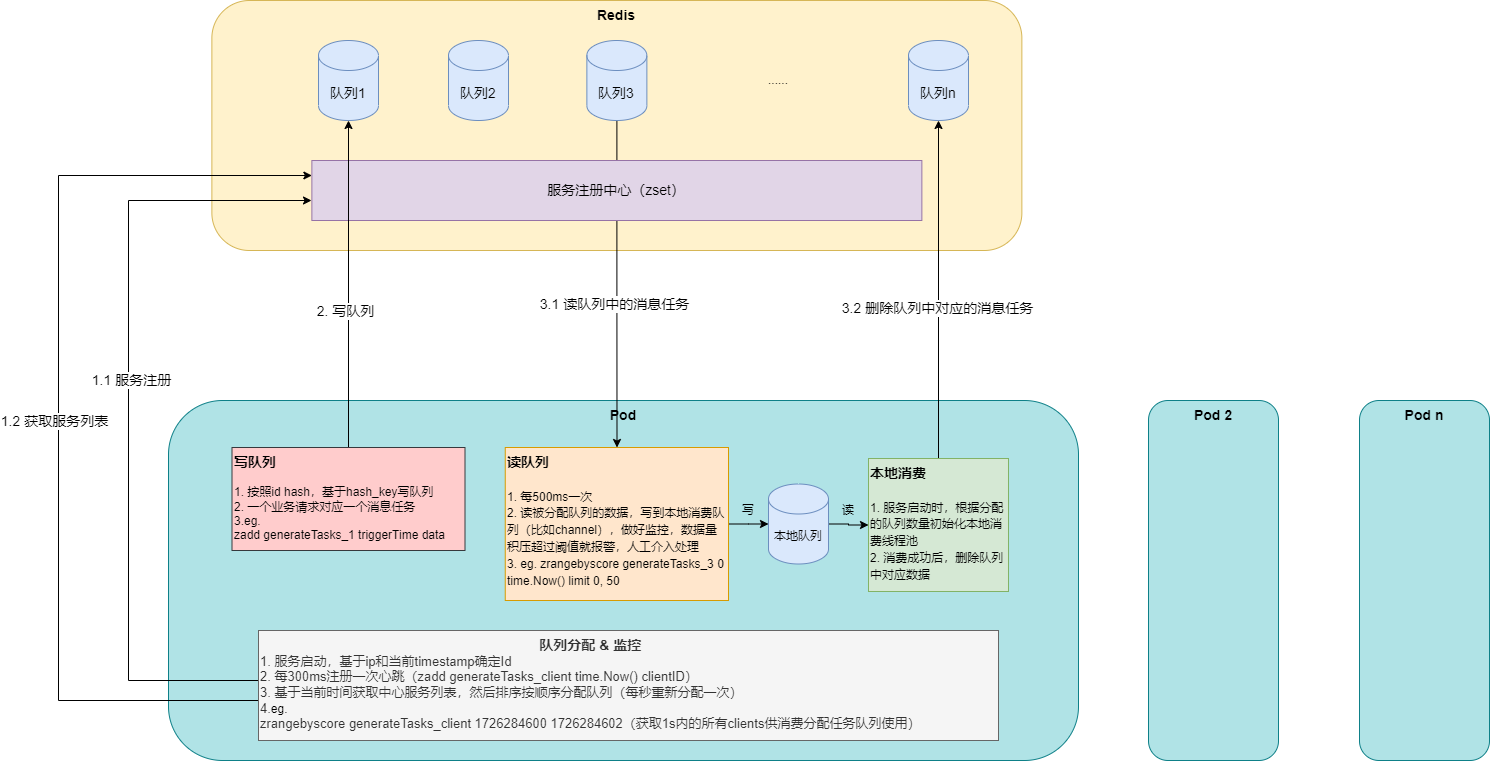 Redis
队列1
队列2
队列3
......
队列n
服务注册中心（zset）
2. 写队列
3.1 读队列中的消息任务
3.2 删除队列中对应的消息任务
1.1 服务注册
1.2 获取服务列表
Pod
Pod 2
Pod n
写队列
1. 按照id hash，基于hash_key写队列
2. 一个业务请求对应一个消息任务
3.eg.
zadd generateTasks_1 triggerTime data
读队列
1. 每500ms一次
2. 读被分配队列的数据，写到本地消费队
列（比如channel），做好监控，数据量
积压超过阈值就报警，人工介入处理
3. eg. zrangebyscore generateTasks_3 0
time.Now() limit 0, 50
写
本地队列
读
本地消费
1. 服务启动时，根据分配
的队列数量初始化本地消
费线程池
2. 消费成功后，删除队列
中对应数据
队列分配 & 监控
1. 服务启动，基于ip和当前timestamp确定Id
2. 每300ms注册一次心跳（zadd generateTasks_client time.Now() clientID）
3. 基于当前时间获取中心服务列表，然后排序按顺序分配队列（每秒重新分配一次）
4.eg.
zrangebyscore generateTasks_client 1726284600 1726284602（获取1s内的所有clients供消费分配任务队列使用）